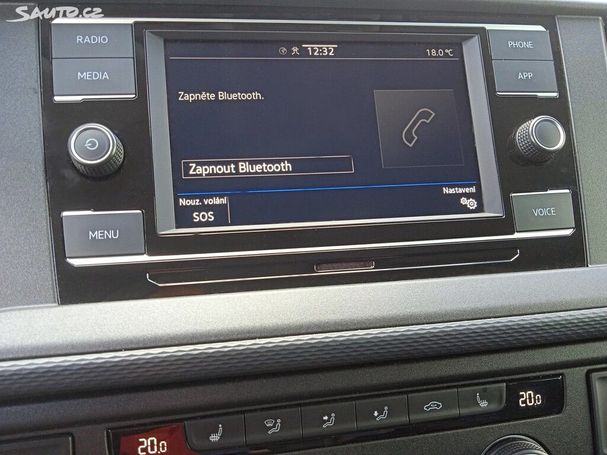 SAUTO.CZ
RADIO
12:32
18.0 °C
PHONE
MEDIA
Zapněte Bluetooth.
APP
Zapnout Bluetooth
Nouz. volání
Nastavení
SOS
MENU
VOICE
20.0
20.0